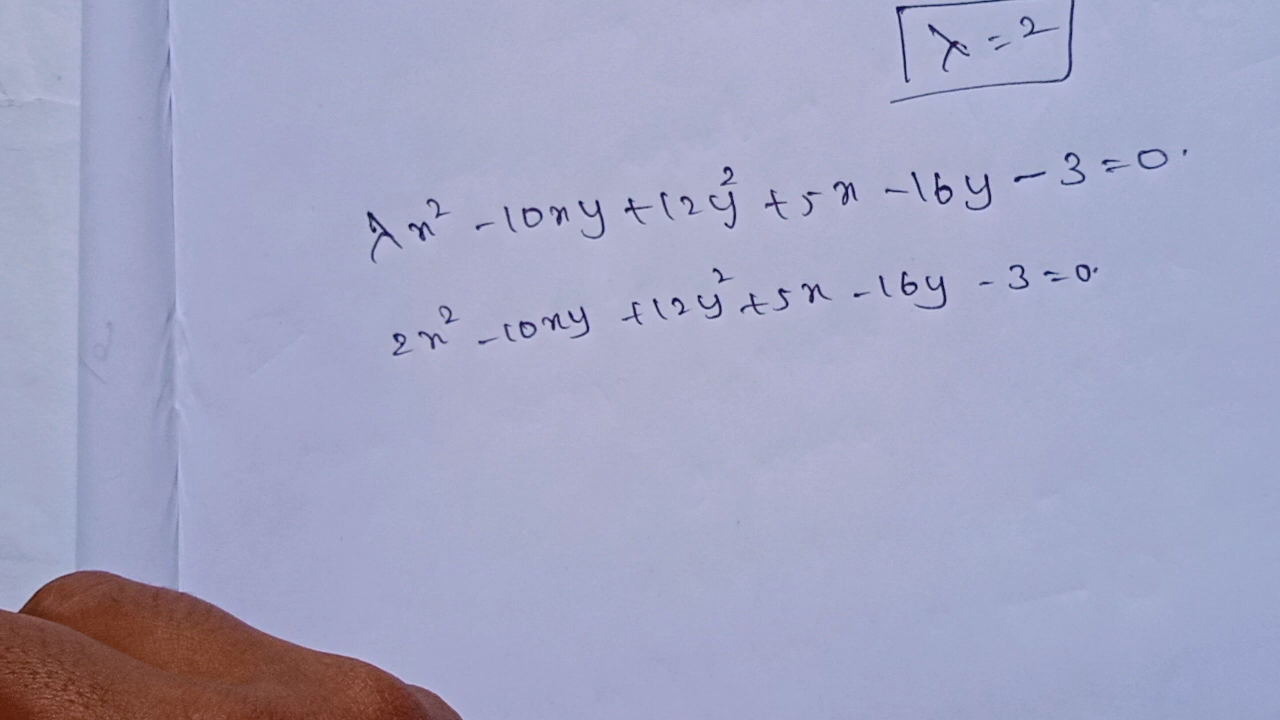 λ = 2
λx² - 10xy + 12y² + 5x - 16y - 3 = 0.
2x² - 10xy + 12y² + 5x - 16y - 3 = 0.